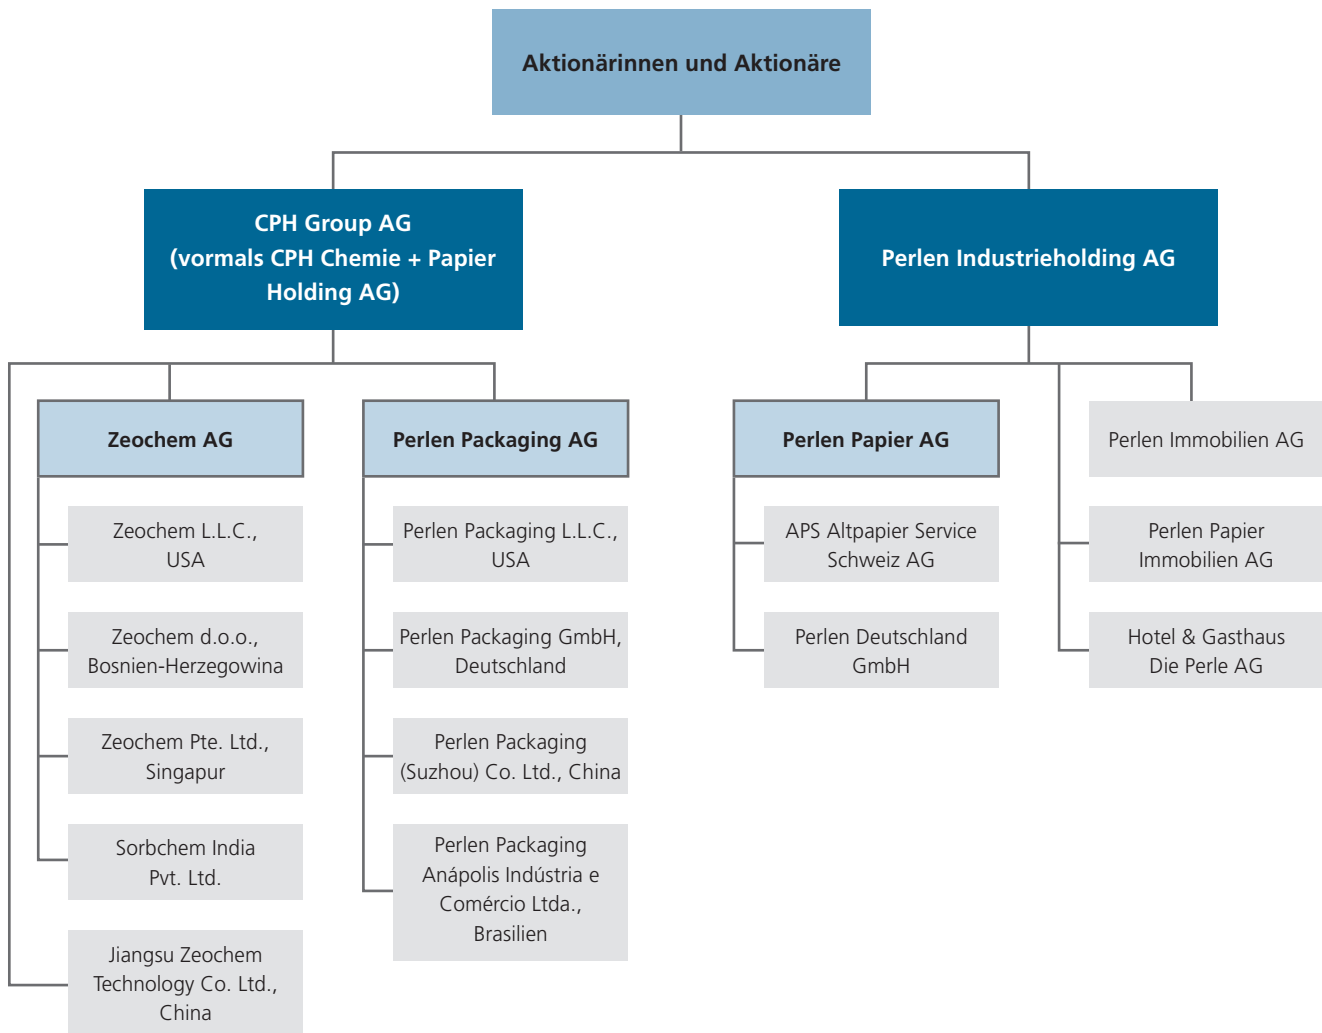 Aktionärinnen und Aktionäre
CPH Group AG
(vormals CPH Chemie + Papier
Holding AG)
Perlen Industrieholding AG
Zeochem AG
Zeochem L.L.C.,
USA
Zeochem d.o.o.,
Bosnien-Herzegowina
Zeochem Pte. Ltd.,
Singapur
Sorbchem India
Pvt. Ltd.
Jiangsu Zeochem
Technology Co. Ltd.,
China
Perlen Packaging AG
Perlen Packaging L.L.C.,
USA
Perlen Packaging GmbH,
Deutschland
Perlen Packaging
(Suzhou) Co. Ltd., China
Perlen Packaging
Anápolis Indústria e
Comércio Ltda.,
Brasilien
Perlen Papier AG
APS Altpapier Service
Schweiz AG
Perlen Deutschland
GmbH
Perlen Immobilien AG
Perlen Papier
Immobilien AG
Hotel & Gasthaus
Die Perle AG